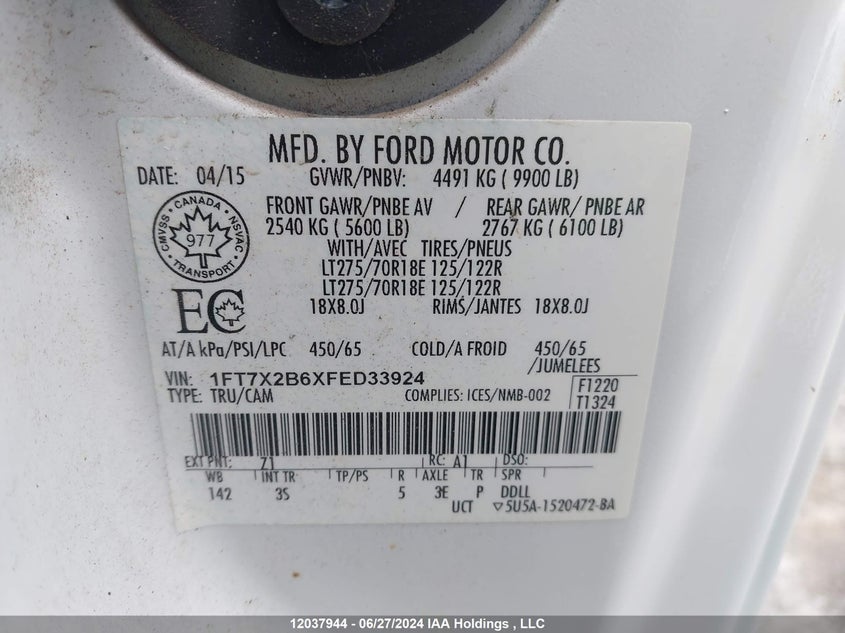 MFD. BY FORD MOTOR CO.
DATE: 04/15 GVWR/PNBV: 4491 KG ( 9900 LB)
FRONT GAWR/PNBE AV / REAR GAWR/ PNBE AR
2540 KG ( 5600 LB) 2767 KG ( 6100 LB)
WITH/AVEC TIRES/PNEUS
LT275/70R18E 125/122R
LT275/70R18E 125/122R
18X8.0J RIMS/JANTES 18X8.0J
CANADA
CMVSS · NSVAC
977
TRANSPORT
EC
AT/A kPa/PSI/LPC 450/65 COLD/A FROID 450/65
/JUMELEES
VIN: 1FT7X2B6XFED33924 F1220
TYPE: TRU/CAM COMPLIES: ICES/NMB-002 T1324
EXT PNT: Z1 RC: A1 DSO:
WB INT TR TP/PS R AXLE TR SPR
142 3S 5 3E P DDLL
UCT ▽5U5A-1520472-BA
12037944 - 06/27/2024 IAA Holdings , LLC